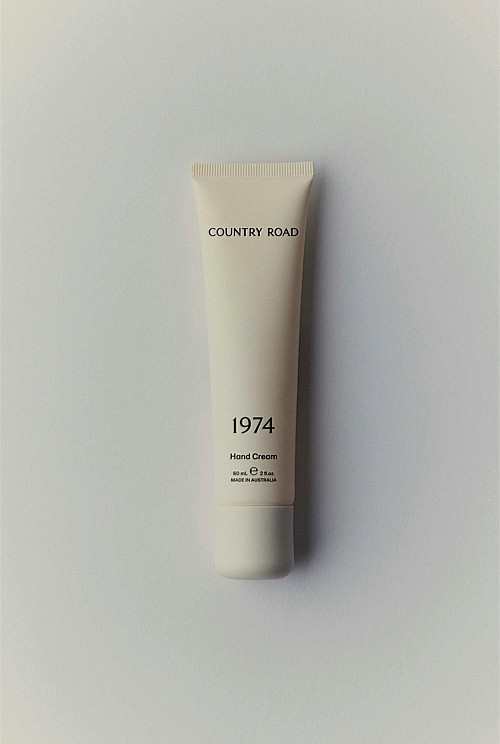 COUNTRY ROAD
1974
Hand Cream
60 mL ℮ 2 fl.oz.
MADE IN AUSTRALIA